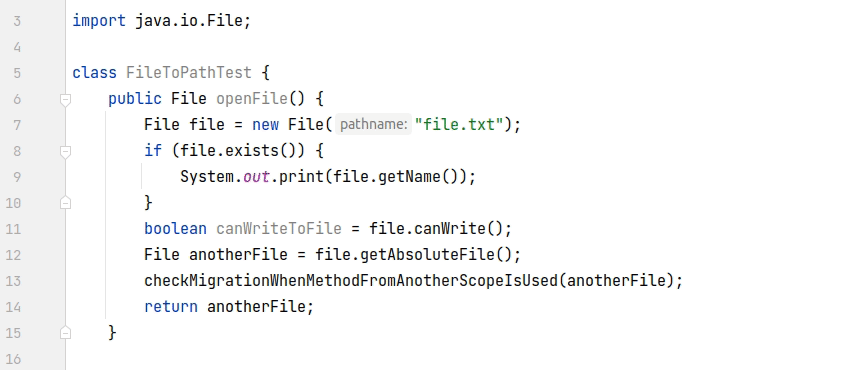 3 import java.io.File;
4
5 class FileToPathTest {
6 public File openFile() {
7 File file = new File( pathname: "file.txt");
8 if (file.exists()) {
9 System.out.print(file.getName());
10 }
11 boolean canWriteToFile = file.canWrite();
12 File anotherFile = file.getAbsoluteFile();
13 checkMigrationWhenMethodFromAnotherScopeIsUsed(anotherFile);
14 return anotherFile;
15 }
16